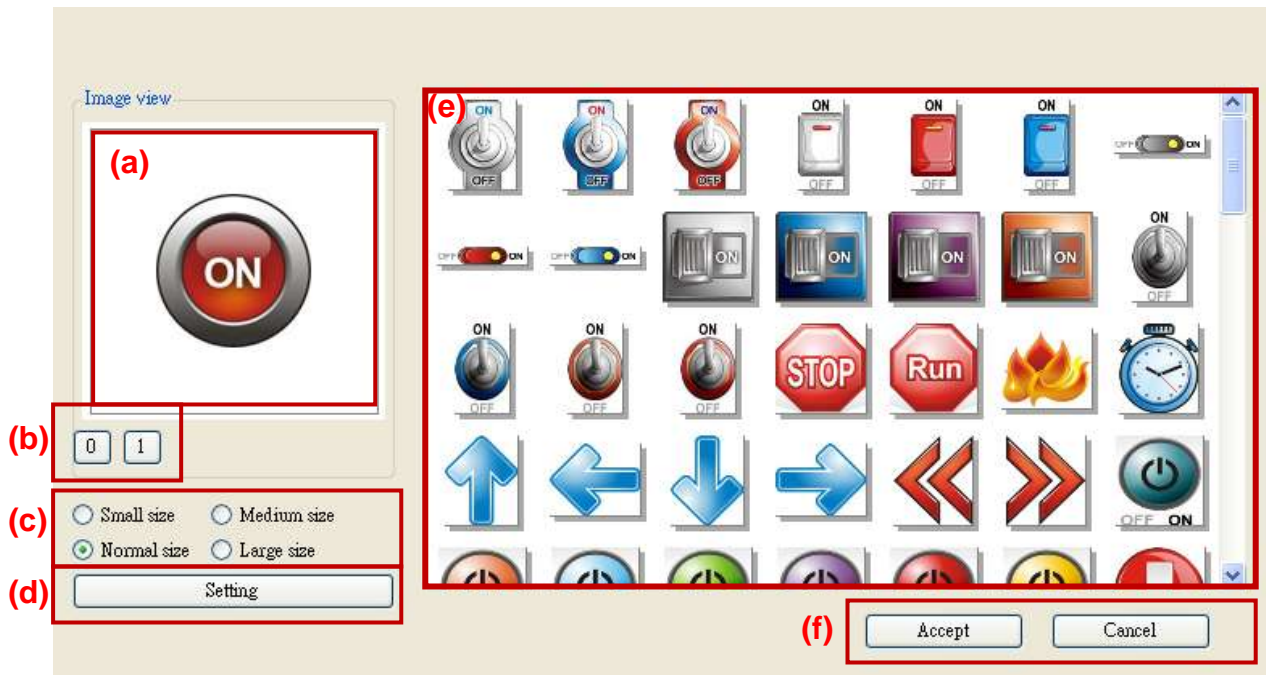 Image view
(a)
ON
(b)
0 1
(c)
Small size Medium size
Normal size Large size
(d)
Setting
(e)
ON ON ON ON ON ON
OFF OFF OFF OFF OFF OFF OFF ON
OFF ON OFF ON ON ON ON ON ON
OFF
ON ON ON STOP Run
OFF OFF OFF
OFF ON
(f)
Accept Cancel